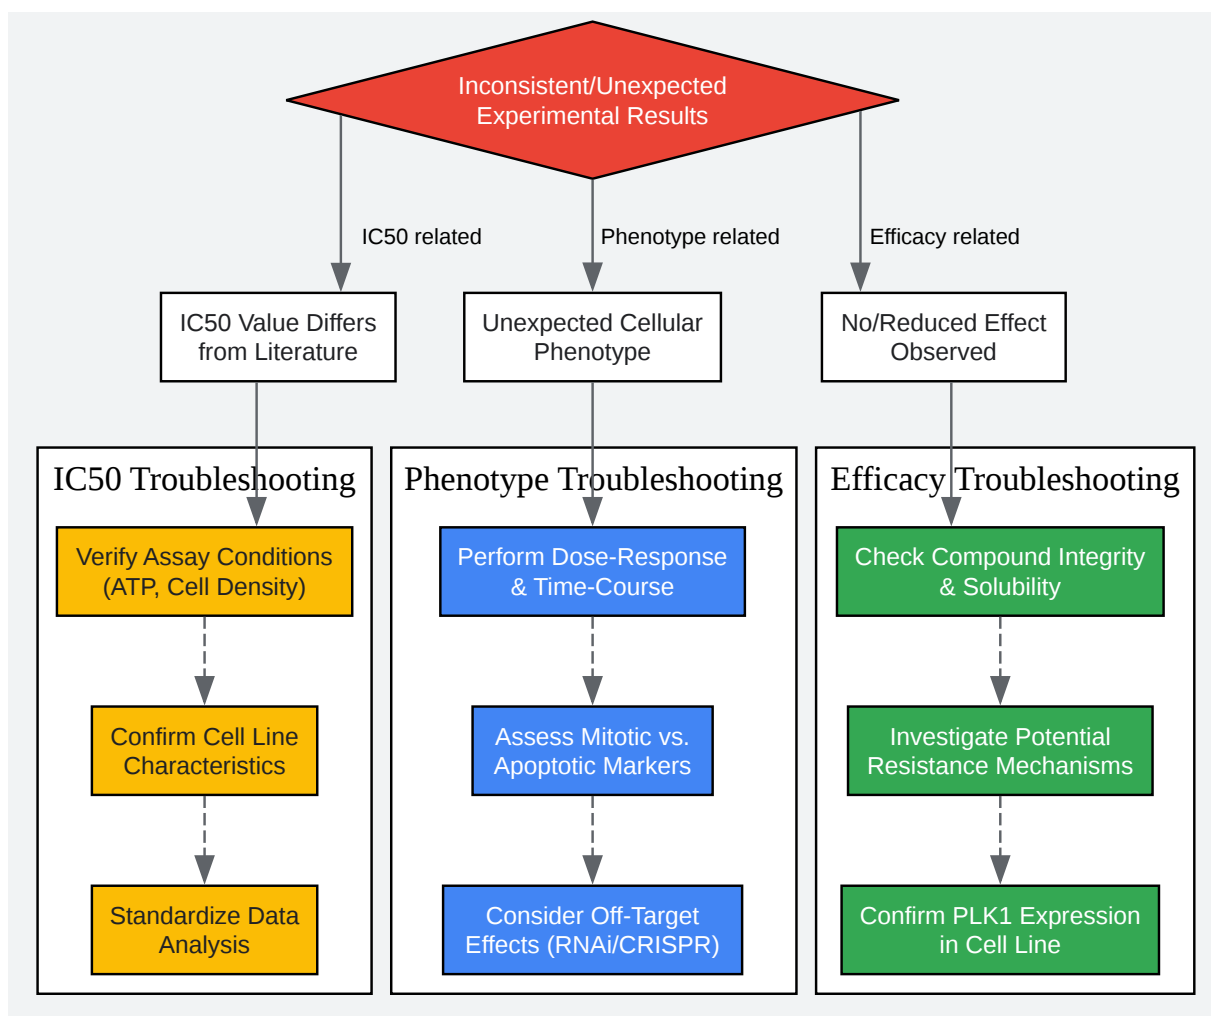 Inconsistent/Unexpected
Experimental Results
IC50 related
Phenotype related
Efficacy related
IC50 Value Differs
from Literature
Unexpected Cellular
Phenotype
No/Reduced Effect
Observed
IC50 Troubleshooting
Verify Assay Conditions
(ATP, Cell Density)
Confirm Cell Line
Characteristics
Standardize Data
Analysis
Phenotype Troubleshooting
Perform Dose-Response
& Time-Course
Assess Mitotic vs.
Apoptotic Markers
Consider Off-Target
Effects (RNAi/CRISPR)
Efficacy Troubleshooting
Check Compound Integrity
& Solubility
Investigate Potential
Resistance Mechanisms
Confirm PLK1 Expression
in Cell Line